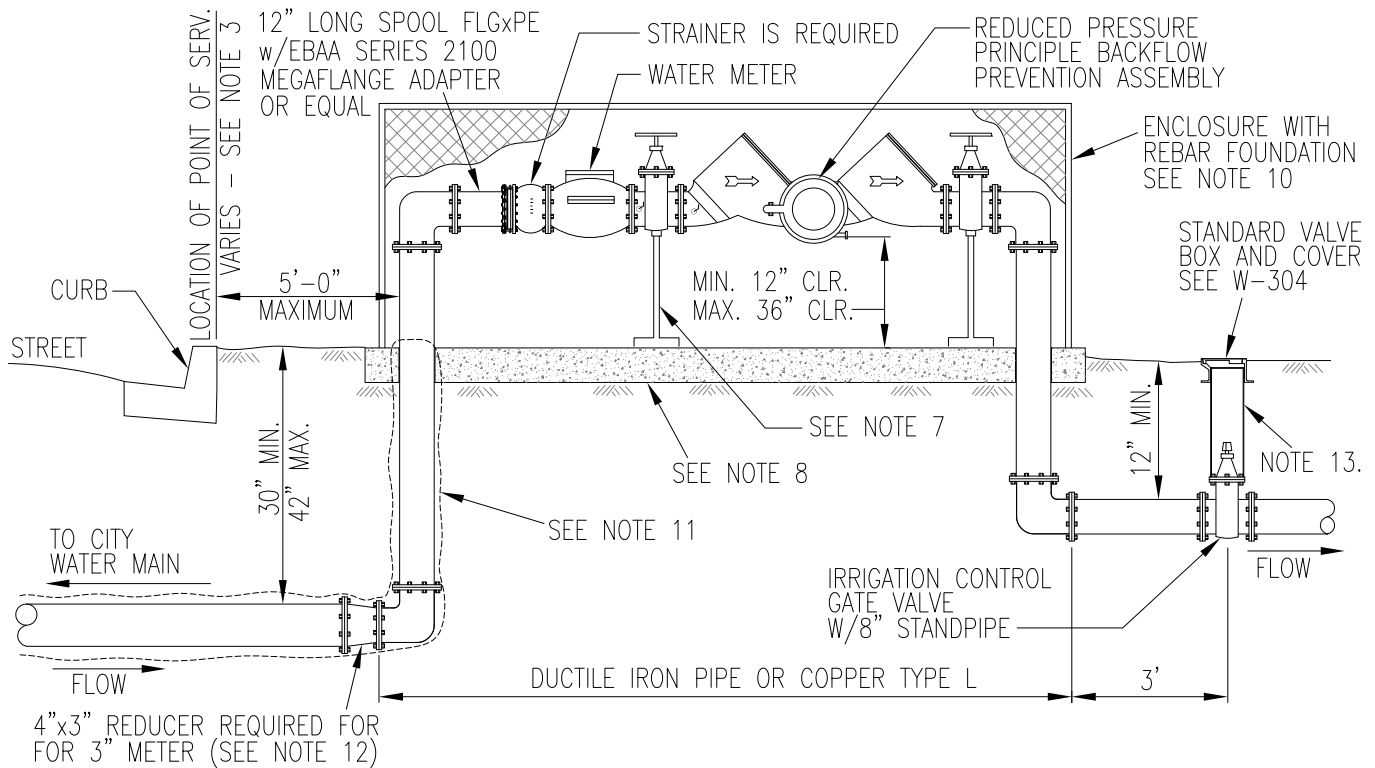 LOCATION OF POINT OF SERV.
VARIES - SEE NOTE 3
12" LONG SPOOL FLGxPE
w/EBAA SERIES 2100
MEGAFLANGE ADAPTER
OR EQUAL
STRAINER IS REQUIRED
WATER METER
REDUCED PRESSURE
PRINCIPLE BACKFLOW
PREVENTION ASSEMBLY
ENCLOSURE WITH
REBAR FOUNDATION
SEE NOTE 10
STANDARD VALVE
BOX AND COVER
SEE W-304
CURB
STREET
5'-0"
MAXIMUM
MIN. 12" CLR.
MAX. 36" CLR.
30" MIN.
42" MAX.
SEE NOTE 7
SEE NOTE 8
12" MIN.
NOTE 13.
SEE NOTE 11
TO CITY
WATER MAIN
FLOW
IRRIGATION CONTROL
GATE VALVE
W/8" STANDPIPE
FLOW
DUCTILE IRON PIPE OR COPPER TYPE L
3'
4"x3" REDUCER REQUIRED FOR
FOR 3" METER (SEE NOTE 12)